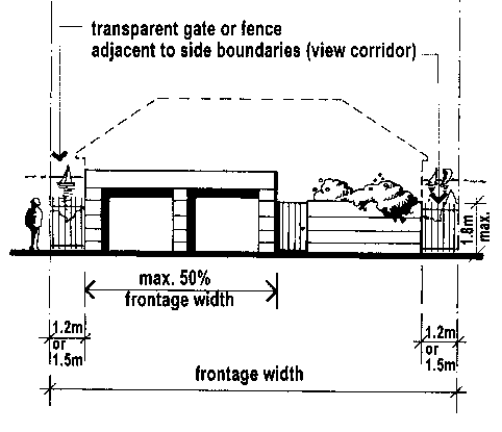 transparent gate or fence
adjacent to side boundaries (view corridor)
1.8m
max.
max. 50%
frontage width
1.2m
or
1.5m
1.2m
or
1.5m
frontage width